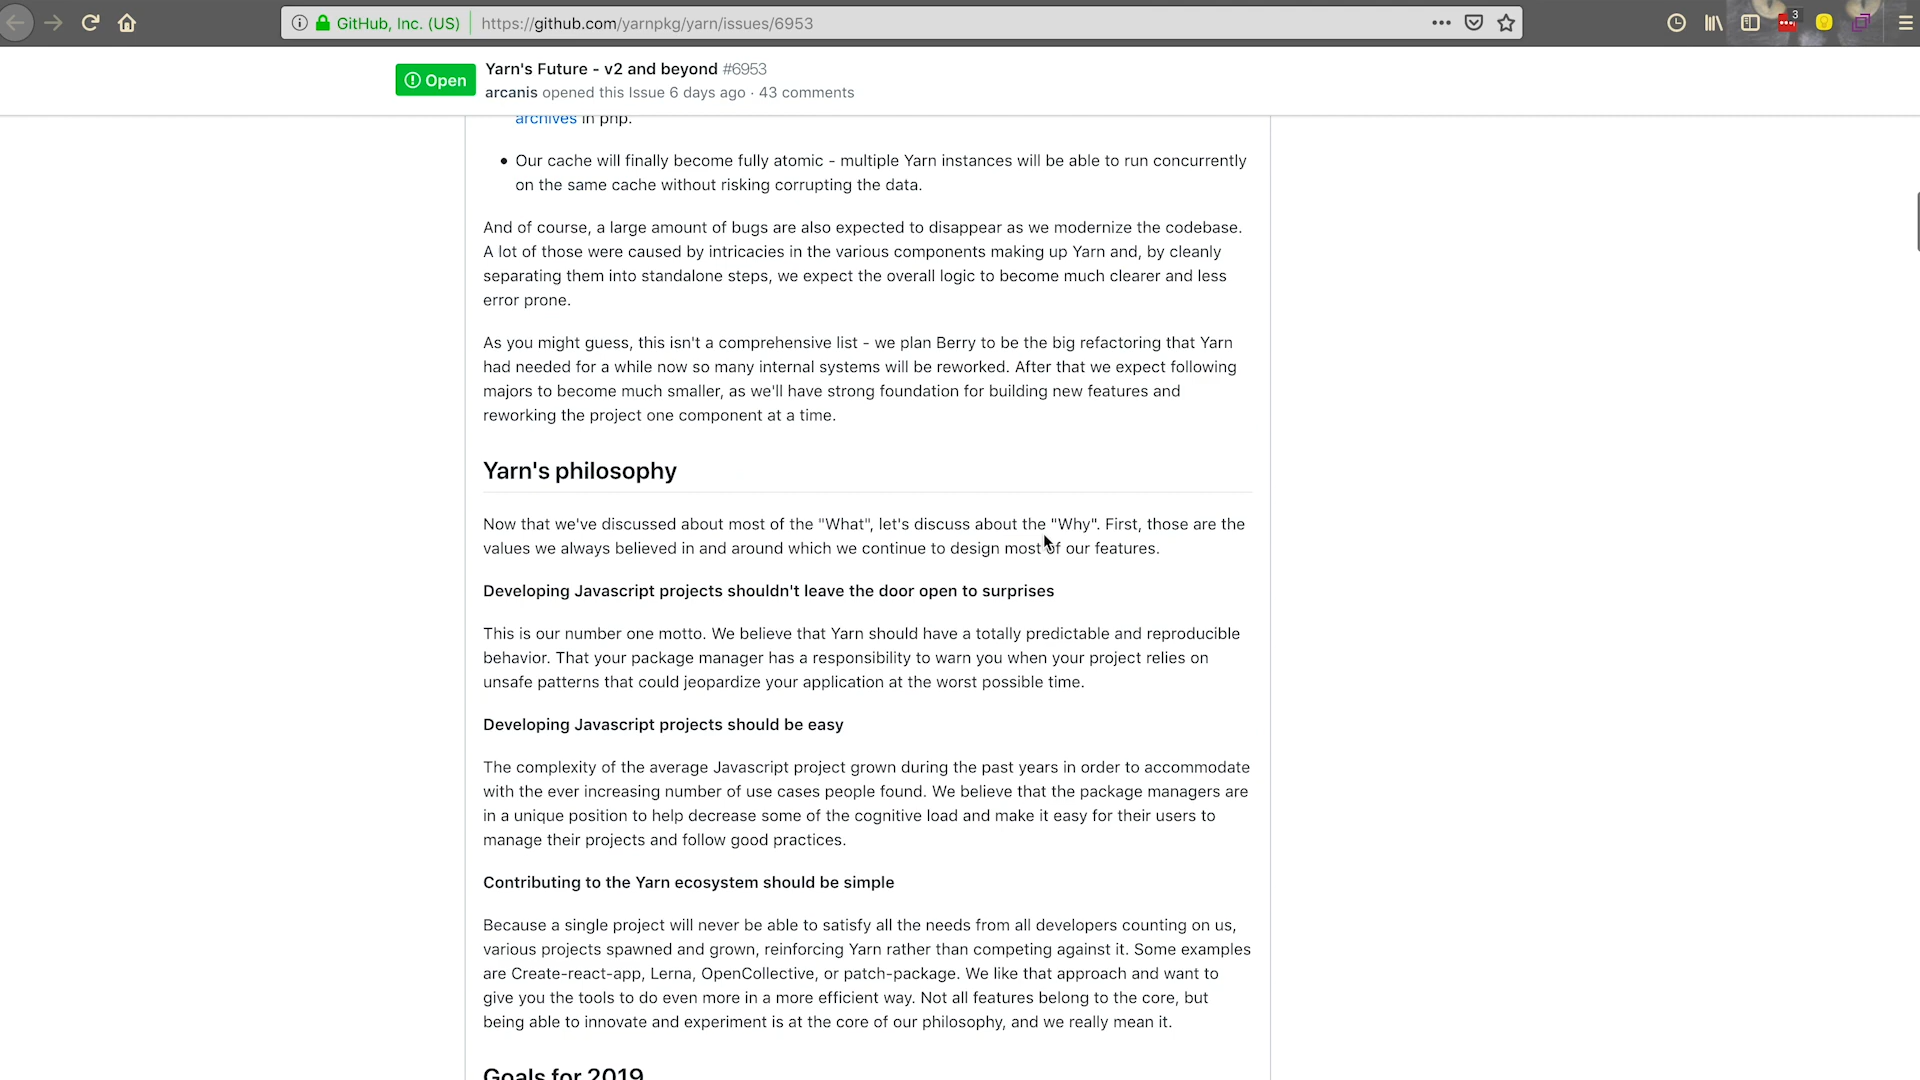 GitHub, Inc. (US) https://github.com/yarnpkg/yarn/issues/6953
3
Open
Yarn's Future - v2 and beyond #6953
arcanis opened this Issue 6 days ago · 43 comments
archives in php.
• Our cache will finally become fully atomic - multiple Yarn instances will be able to run concurrently
on the same cache without risking corrupting the data.
And of course, a large amount of bugs are also expected to disappear as we modernize the codebase.
A lot of those were caused by intricacies in the various components making up Yarn and, by cleanly
separating them into standalone steps, we expect the overall logic to become much clearer and less
error prone.
As you might guess, this isn't a comprehensive list - we plan Berry to be the big refactoring that Yarn
had needed for a while now so many internal systems will be reworked. After that we expect following
majors to become much smaller, as we'll have strong foundation for building new features and
reworking the project one component at a time.
Yarn's philosophy
Now that we've discussed about most of the "What", let's discuss about the "Why". First, those are the
values we always believed in and around which we continue to design most of our features.
Developing Javascript projects shouldn't leave the door open to surprises
This is our number one motto. We believe that Yarn should have a totally predictable and reproducible
behavior. That your package manager has a responsibility to warn you when your project relies on
unsafe patterns that could jeopardize your application at the worst possible time.
Developing Javascript projects should be easy
The complexity of the average Javascript project grown during the past years in order to accommodate
with the ever increasing number of use cases people found. We believe that the package managers are
in a unique position to help decrease some of the cognitive load and make it easy for their users to
manage their projects and follow good practices.
Contributing to the Yarn ecosystem should be simple
Because a single project will never be able to satisfy all the needs from all developers counting on us,
various projects spawned and grown, reinforcing Yarn rather than competing against it. Some examples
are Create-react-app, Lerna, OpenCollective, or patch-package. We like that approach and want to
give you the tools to do even more in a more efficient way. Not all features belong to the core, but
being able to innovate and experiment is at the core of our philosophy, and we really mean it.
Goals for 2019